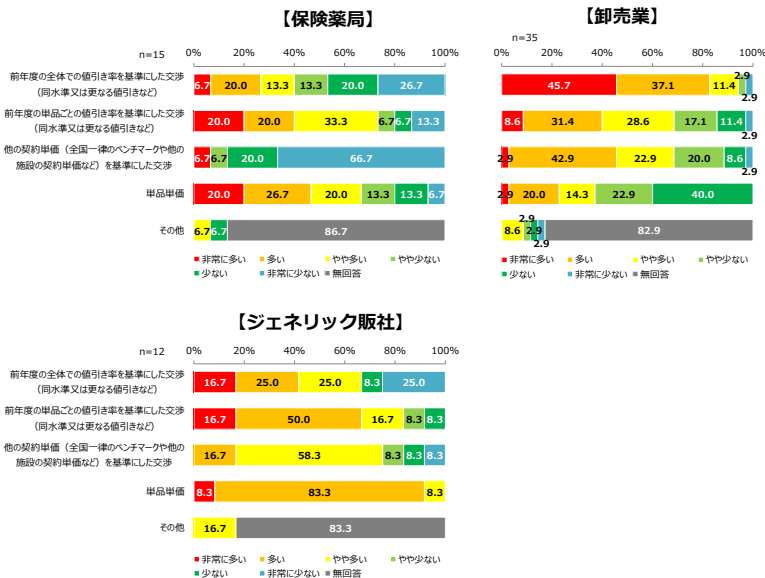 【保険薬局】
n=15
0% 20% 40% 60% 80% 100%
前年度の全体での値引き率を基準にした交渉
(同水準又は更なる値引きなど)
6.7 20.0 13.3 13.3 20.0 26.7
前年度の単品ごとの値引き率を基準にした交渉
(同水準又は更なる値引きなど)
20.0 20.0 33.3 6.7 6.7 13.3
他の契約単価(全国一律のベンチマークや他の
施設の契約単価など)を基準にした交渉
6.7 6.7 20.0 66.7
単品単価
20.0 26.7 20.0 13.3 13.3 6.7
その他
6.7 6.7 86.7
非常に多い 多い やや多い やや少ない
少ない 非常に少ない 無回答
【卸売業】
n=35
0% 20% 40% 60% 80% 100%
45.7 37.1 11.4 2.9 2.9
8.6 31.4 28.6 17.1 11.4 2.9
2.9 42.9 22.9 20.0 8.6 2.9
2.9 20.0 14.3 22.9 40.0
8.6 2.9 2.9 2.9 82.9
非常に多い 多い やや多い やや少ない
少ない 非常に少ない 無回答
【ジェネリック販社】
n=12
0% 20% 40% 60% 80% 100%
前年度の全体での値引き率を基準にした交渉
(同水準又は更なる値引きなど)
16.7 25.0 25.0 8.3 25.0
前年度の単品ごとの値引き率を基準にした交渉
(同水準又は更なる値引きなど)
16.7 50.0 16.7 8.3 8.3
他の契約単価(全国一律のベンチマークや他の
施設の契約単価など)を基準にした交渉
16.7 58.3 8.3 8.3 8.3
単品単価
8.3 83.3 8.3
その他
16.7 83.3
非常に多い 多い やや多い やや少ない
少ない 非常に少ない 無回答